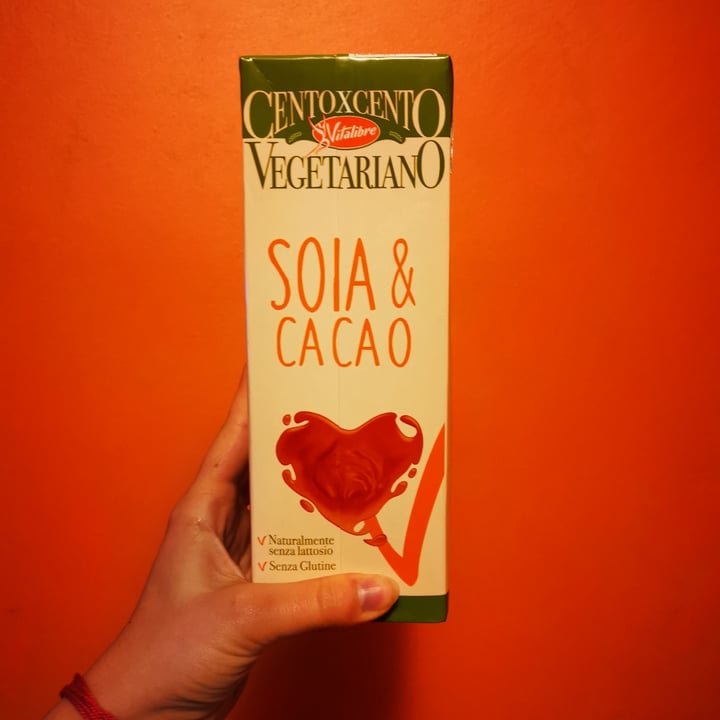 CENTOXCENTO
Vitalibre
VEGETARIANO
SOIA &
CACAO
Naturalmente
senza lattosio
Senza Glutine